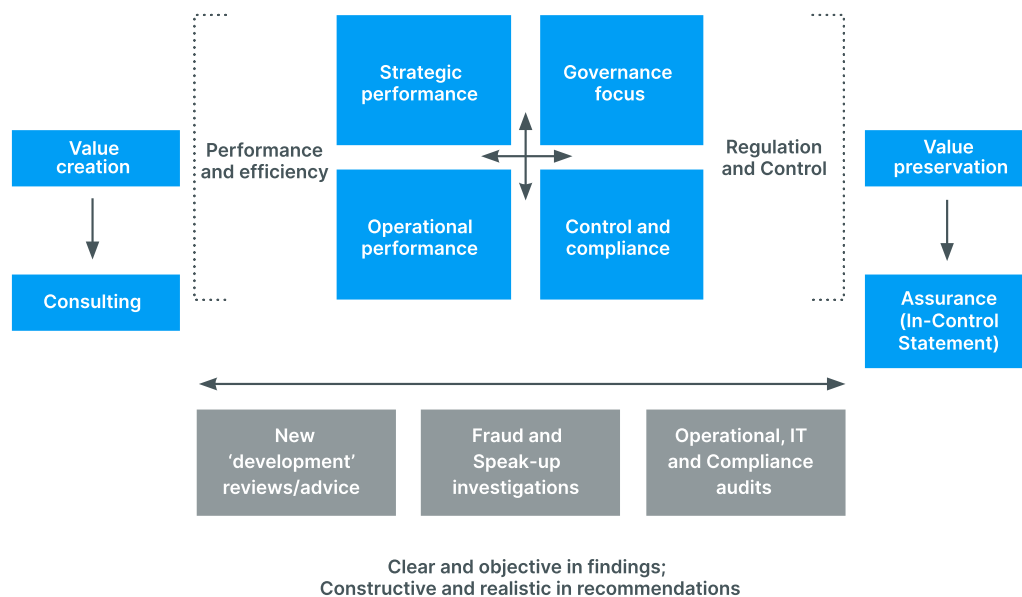 Strategic
performance
Governance
focus
Value
creation
Performance
and efficiency
Regulation
and Control
Value
preservation
Operational
performance
Control and
compliance
Consulting
Assurance
(In-Control
Statement)
New
‘development’
reviews/advice
Fraud and
Speak-up
investigations
Operational, IT
and Compliance
audits
Clear and objective in findings;
Constructive and realistic in recommendations